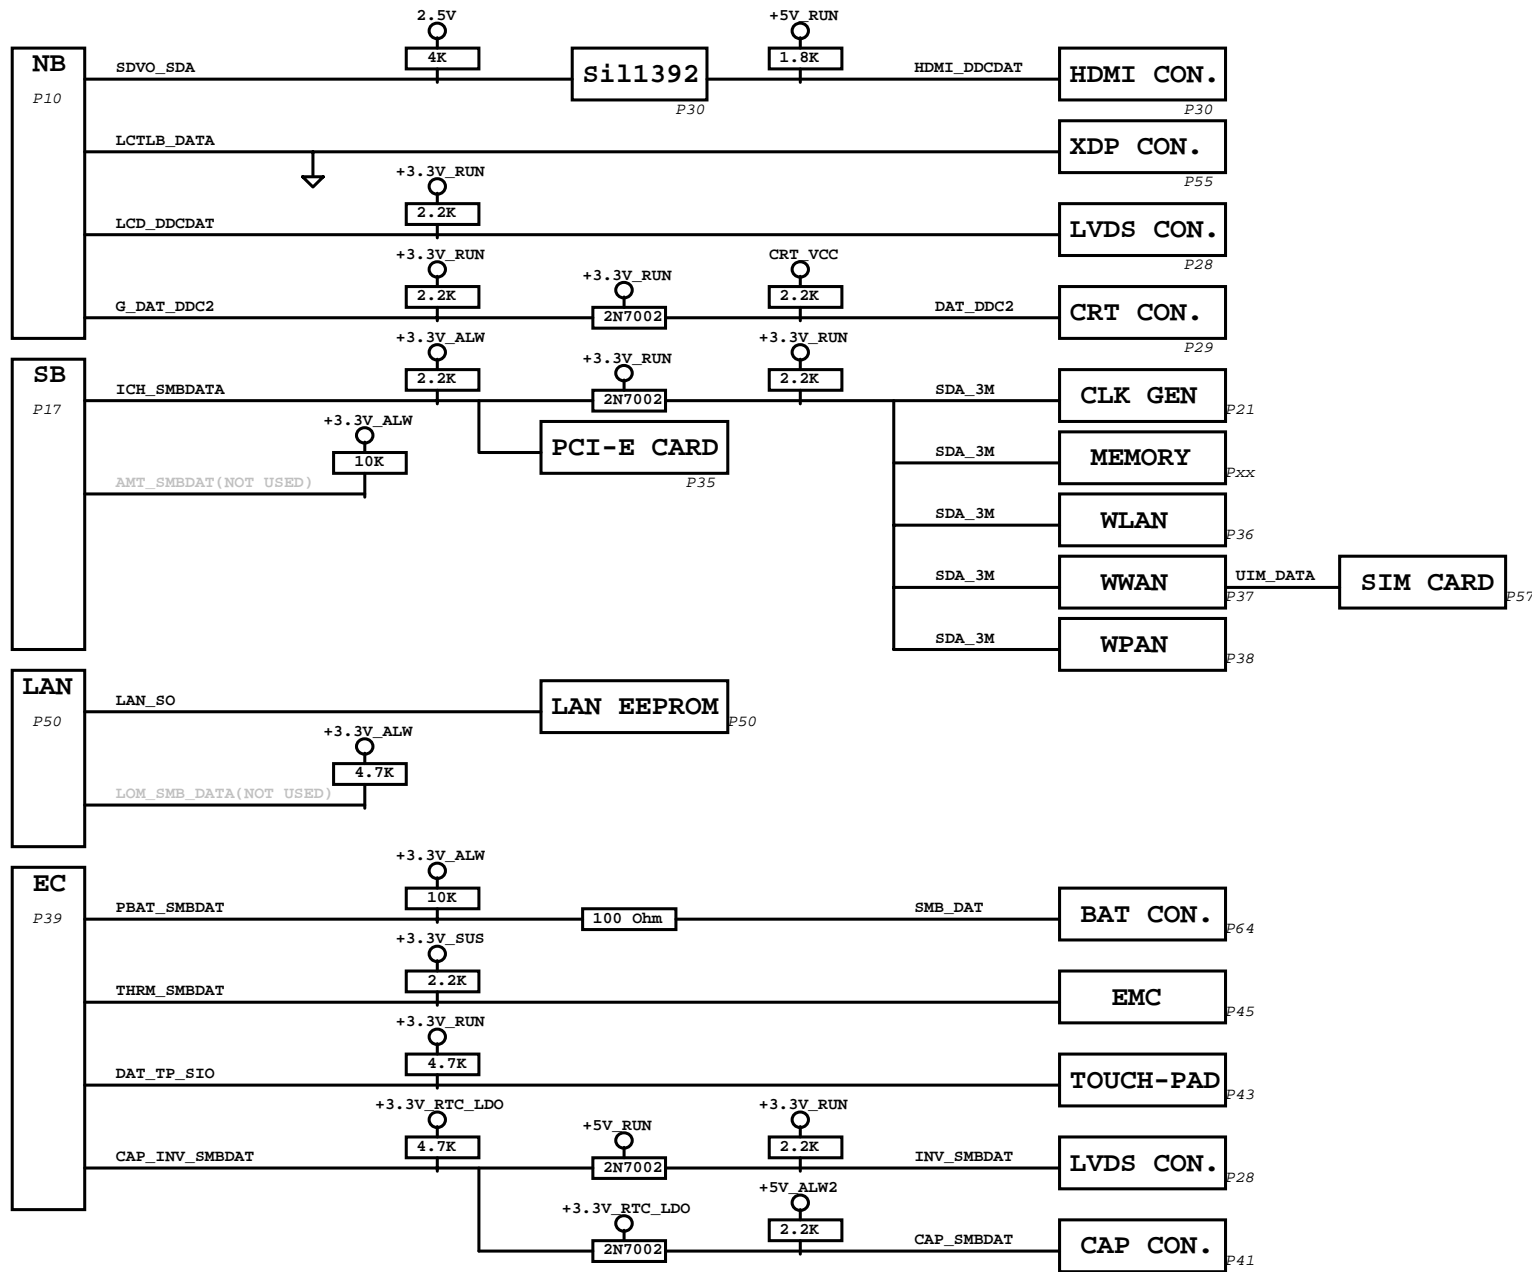 2.5V
+5V_RUN
NB
4K
1.8K
SDVO_SDA
Sil1392
HDMI_DDCDAT
HDMI CON.
P10
P30
P30
LCTLB_DATA
XDP CON.
+3.3V_RUN
P55
2.2K
LCD_DDCDAT
LVDS CON.
+3.3V_RUN
CRT_VCC
P28
+3.3V_RUN
2.2K
2.2K
G_DAT_DDC2
2N7002
DAT_DDC2
CRT CON.
+3.3V_ALW
+3.3V_RUN
P29
+3.3V_RUN
SB
2.2K
2.2K
ICH_SMBDATA
2N7002
SDA_3M
CLK GEN
P17
P21
+3.3V_ALW
PCI-E CARD
10K
SDA_3M
MEMORY
Pxx
AMT_SMBDAT(NOT USED)
P35
SDA_3M
WLAN
P36
SDA_3M
WWAN
UIM_DATA
SIM CARD
P37
P57
SDA_3M
WPAN
P38
LAN
LAN_SO
LAN EEPROM
P50
P50
+3.3V_ALW
4.7K
LOM_SMB_DATA(NOT USED)
+3.3V_ALW
EC
10K
PBAT_SMBDAT
100 Ohm
SMB_DAT
BAT CON.
P39
P64
+3.3V_SUS
2.2K
THRM_SMBDAT
EMC
P45
+3.3V_RUN
4.7K
DAT_TP_SIO
TOUCH-PAD
P43
+3.3V_RTC_LDO
+3.3V_RUN
+5V_RUN
4.7K
2.2K
CAP_INV_SMBDAT
2N7002
INV_SMBDAT
LVDS CON.
P28
+5V_ALW2
+3.3V_RTC_LDO
2.2K
2N7002
CAP_SMBDAT
CAP CON.
P41